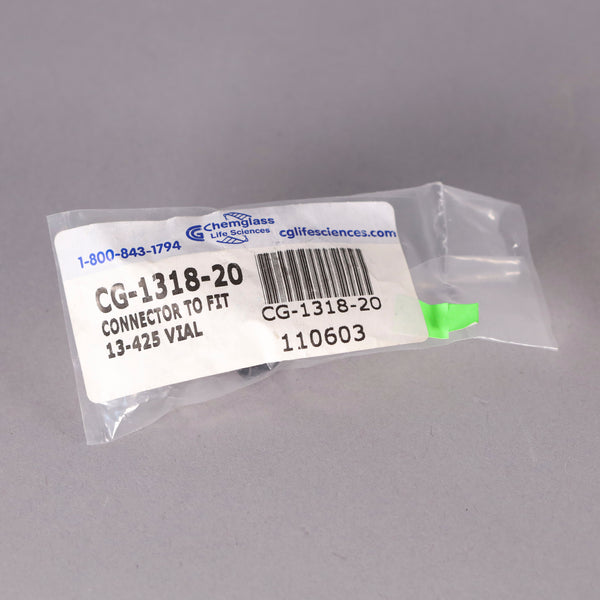 1-800-843-1794
Chemglass
Life Sciences
cglifesciences.com
CG-1318-20
CONNECTOR TO FIT
13-425 VIAL
CG-1318-20
110603